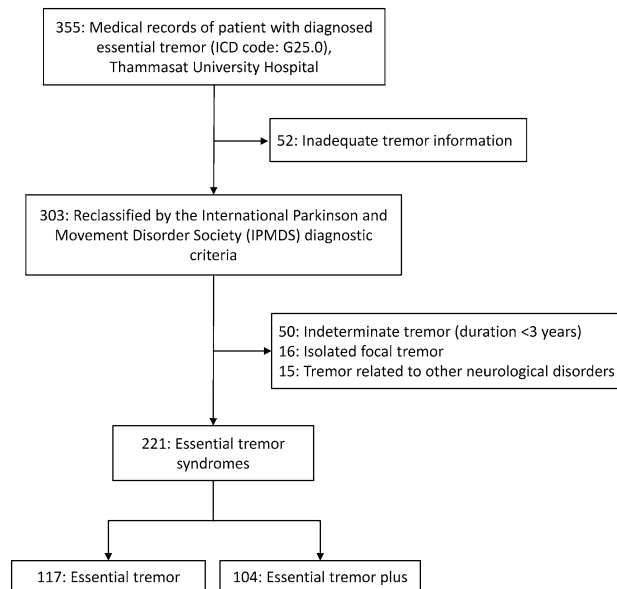 355: Medical records of patient with diagnosed
essential tremor (ICD code: G25.0),
Thammasat University Hospital
52: Inadequate tremor information
303: Reclassified by the International Parkinson and
Movement Disorder Society (IPMDS) diagnostic
criteria
50: Indeterminate tremor (duration <3 years)
16: Isolated focal tremor
15: Tremor related to other neurological disorders
221: Essential tremor
syndromes
117: Essential tremor
104: Essential tremor plus